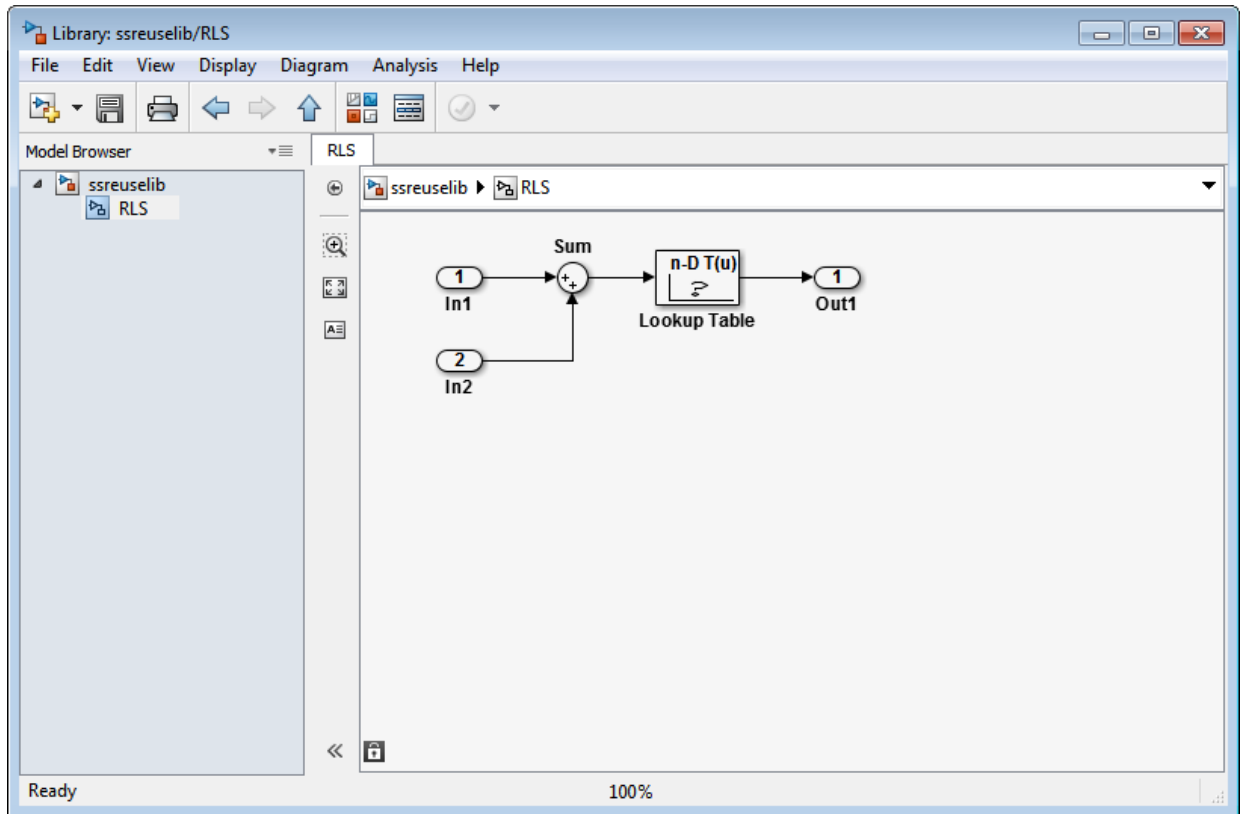 Library: ssreuselib/RLS
File Edit View Display Diagram Analysis Help
Model Browser
RLS
ssreuselib
RLS
ssreuselib RLS
Sum
1
In1
+
+
n-D T(u)
?
Lookup Table
1
Out1
2
In2
A
Ready
100%